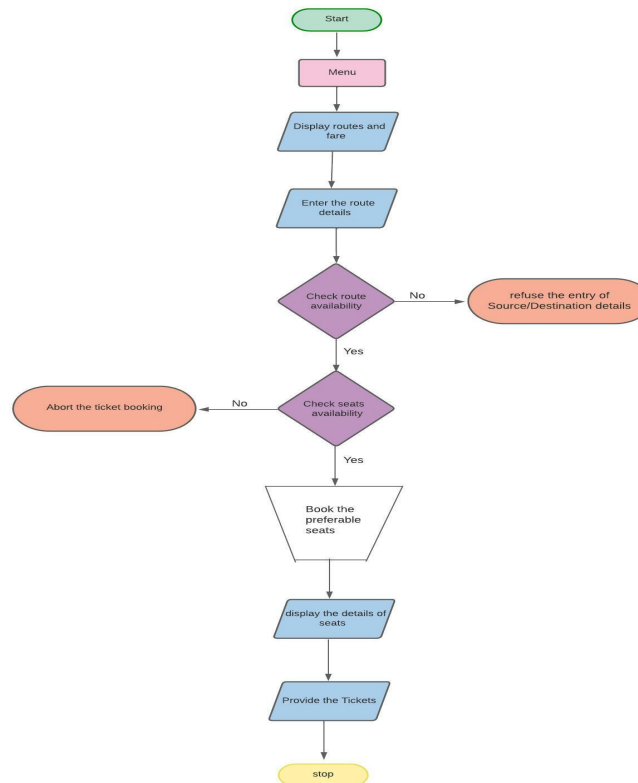 Start
Menu
Display routes and
fare
Enter the route
details
Check route
availability
No
refuse the entry of
Source/Destination details
Yes
Abort the ticket booking
No
Check seats
availability
Yes
Book the
preferable
seats
display the details of
seats
Provide the Tickets
stop